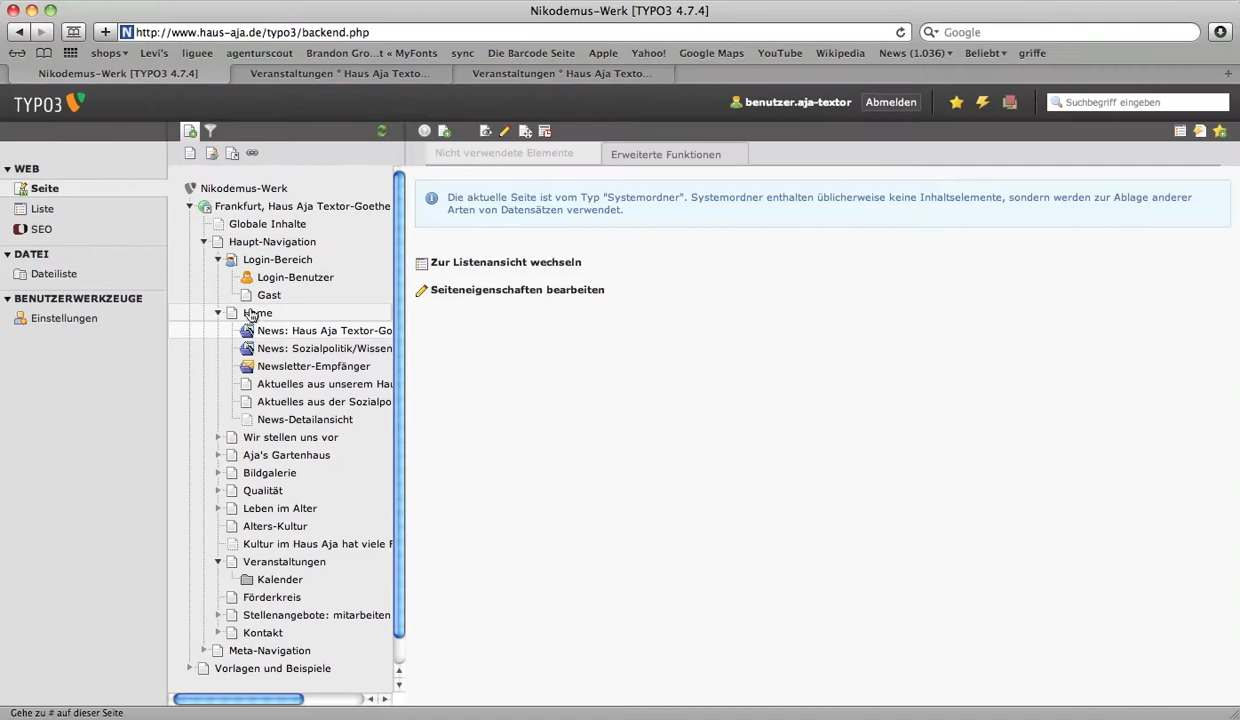 Nikodemus-Werk [TYPO3 4.7.4]
http://www.haus-aja.de/typo3/backend.php
Google
shops
Levi's
liguee
agenturscout
Brandon Gro...t « MyFonts
sync
Die Barcode Seite
Apple
Yahoo!
Google Maps
YouTube
Wikipedia
News (1.036)
Beliebt
griffe
Nikodemus-Werk [TYPO3 4.7.4]
Veranstaltungen * Haus Aja Texto...
Veranstaltungen * Haus Aja Texto...
TYPO3
benutzer.aja-textor
Abmelden
Suchbegriff eingeben
WEB
Seite
Liste
SEO
DATEI
Dateiliste
BENUTZERWERKZEUGE
Einstellungen
Nikodemus-Werk
Frankfurt, Haus Aja Textor-Goethe
Globale Inhalte
Haupt-Navigation
Login-Bereich
Login-Benutzer
Gast
Home
News: Haus Aja Textor-Go
News: Sozialpolitik/Wissen
Newsletter-Empfänger
Aktuelles aus unserem Hau
Aktuelles aus der Sozialpo
News-Detailansicht
Wir stellen uns vor
Aja's Gartenhaus
Bildgalerie
Qualität
Leben im Alter
Alters-Kultur
Kultur im Haus Aja hat viele F
Veranstaltungen
Kalender
Förderkreis
Stellenangebote: mitarbeiten
Kontakt
Meta-Navigation
Vorlagen und Beispiele
Nicht verwendete Elemente
Erweiterte Funktionen
Die aktuelle Seite ist vom Typ "Systemordner". Systemordner enthalten üblicherweise keine Inhaltselemente, sondern werden zur Ablage anderer
Arten von Datensätzen verwendet.
Zur Listenansicht wechseln
Seiteneigenschaften bearbeiten
Gehe zu # auf dieser Seite